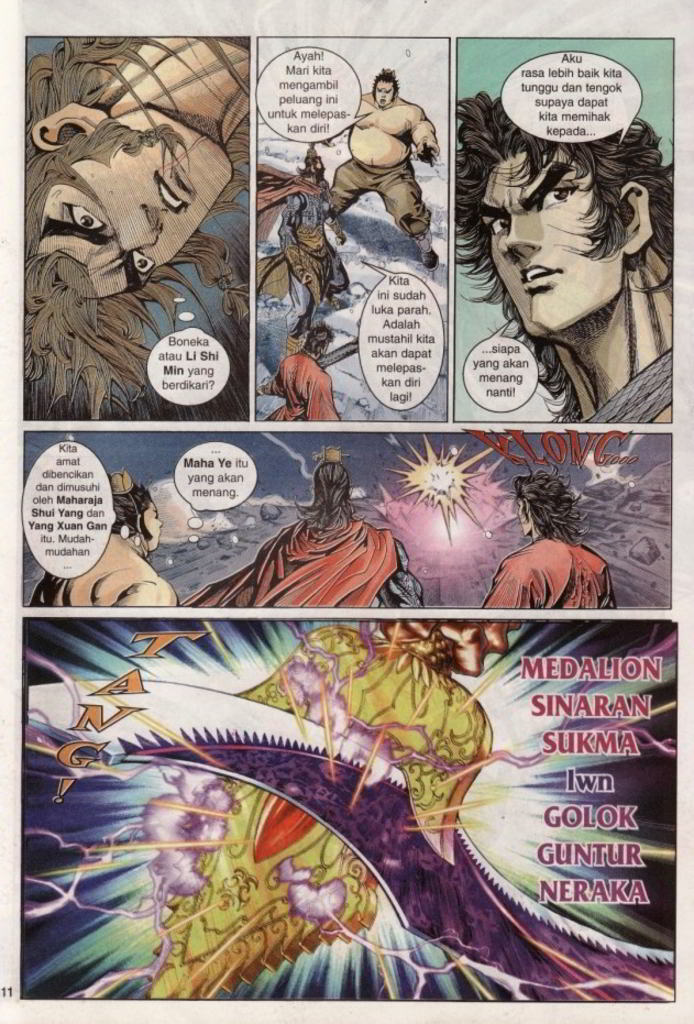 Boneka
atau Li Shi
Min yang
berdikari?
Ayah!
Mari kita
mengambil
peluang ini
untuk melepas-
kan diri!
Kita
ini sudah
luka parah.
Adalah
mustahil kita
akan dapat
melepas-
kan diri
lagi!
Aku
rasa lebih baik kita
tunggu dan tengok
supaya dapat
kita memihak
kepada...
...siapa
yang akan
menang
nanti!
Kita
amat
dibencikan
dan dimusuhi
oleh Maharaja
Shui Yang dan
Yang Xuan Gan
itu. Mudah-
mudahan
...
...
Maha Ye itu
yang akan
menang.
KLONG
TANG!
MEDALION
SINARAN
SUKMA
lwn
GOLOK
GUNTUR
NERAKA
11